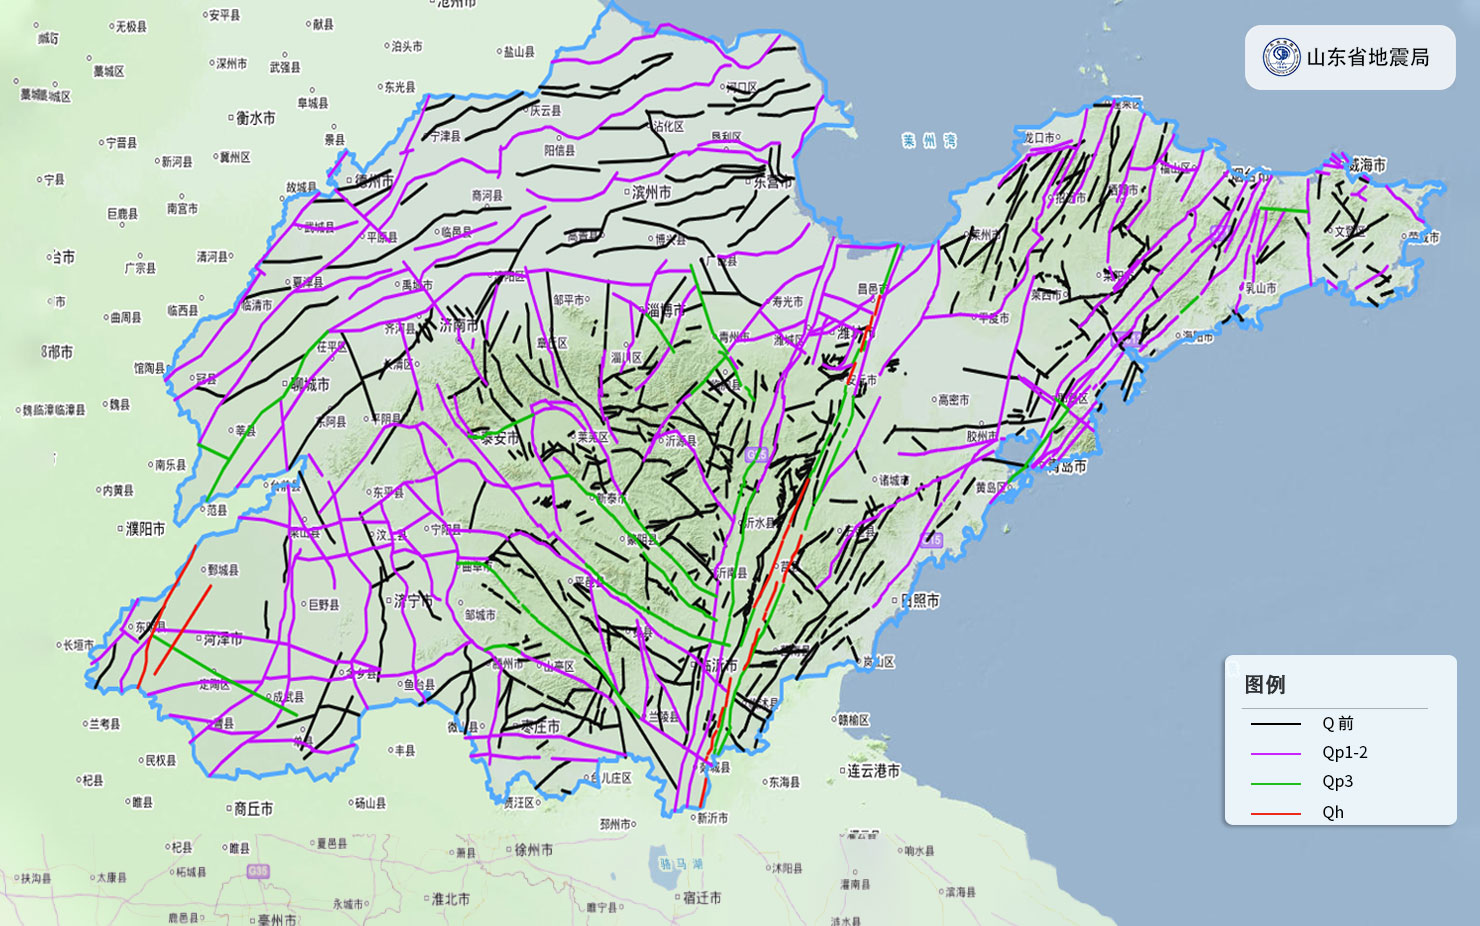 沧州市
安平县
无极县
献县
泊头市
盐山县
深州市
武强县
藁城区
东光县
河口区
阜城县
衡水市
庆云县
沾化区
宁津县
景县
宁晋县
新河县
冀州区
阳信县
垦利区
莱州湾
龙口市
蓬莱区
山东省地震局
宁县
故城县
德州市
商河县
滨州市
东营市
福山区
烟台市
威海市
巨鹿县
南宫市
武城县
平原县
临邑县
高青县
博兴县
招远市
栖霞市
莱州市
文登区
荣成市
清河县
广宗县
夏津县
禹城市
广饶县
临西县
临清市
邹平市
淄博市
寿光市
昌邑市
莱西市
乳山市
曲周县
齐河县
济南市
章丘区
青州市
潍城区
平度市
海阳市
馆陶县
冠县
茌平区
长清区
淄川区
安丘市
聊城市
高密市
魏县
莘县
东阿县
平阴县
泰安市
莱芜区
沂源县
胶州市
南乐县
青岛市
内黄县
台前县
东平县
新泰市
诸城市
黄岛区
濮阳市
范县
梁山县
汶上县
宁阳县
蒙阴县
沂水县
五莲县
G15
鄄城县
曲阜市
平邑县
沂南县
莒县
巨野县
济宁市
邹城市
日照市
长垣市
东明县
菏泽市
费县
临沂市
定陶区
金乡县
鱼台县
滕州市
山亭区
岚山区
成武县
兰考县
曹县
单县
微山县
枣庄市
兰陵县
临沭县
赣榆区
民权县
丰县
杞县
台儿庄区
郯城县
东海县
连云港市
睢县
商丘市
砀山县
贾汪区
邳州市
新沂市
杞县
睢县
夏邑县
萧县
徐州市
骆马湖
灌云县
响水县
扶沟县
太康县
柘城县
G35
永城市
淮北市
睢宁县
宿迁市
沭阳县
灌南县
滨海县
鹿邑县
亳州市
涟水县
图例
Q 前
Qp1-2
Qp3
Qh